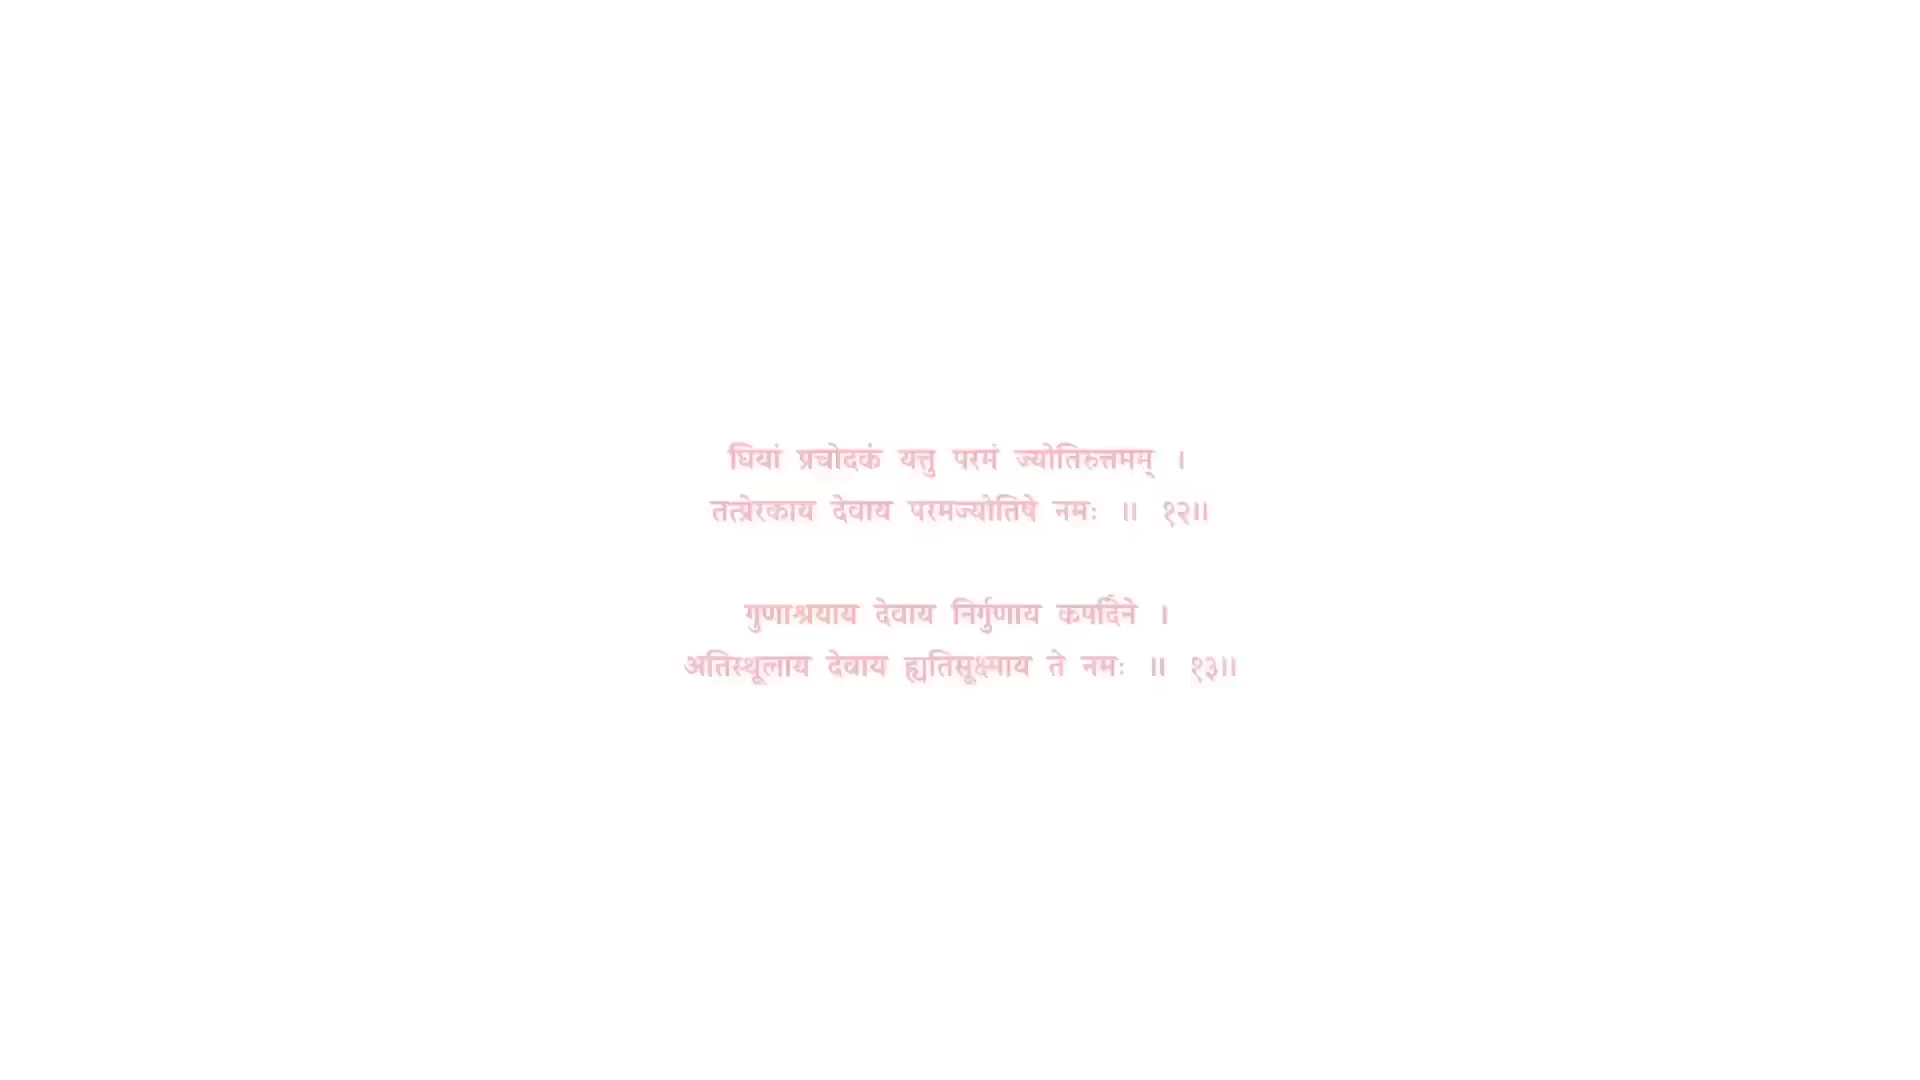 धियां प्रचोदकं यत्तु परमं ज्योतिरुत्तमम् ।
तत्प्रेरकाय देवाय परमज्योतिषे नमः ॥ १२॥
गुणाश्रयाय देवाय निर्गुणाय कपर्दिने ।
अतिस्थूलाय देवाय ह्यतिसूक्ष्माय ते नमः ॥ १३॥